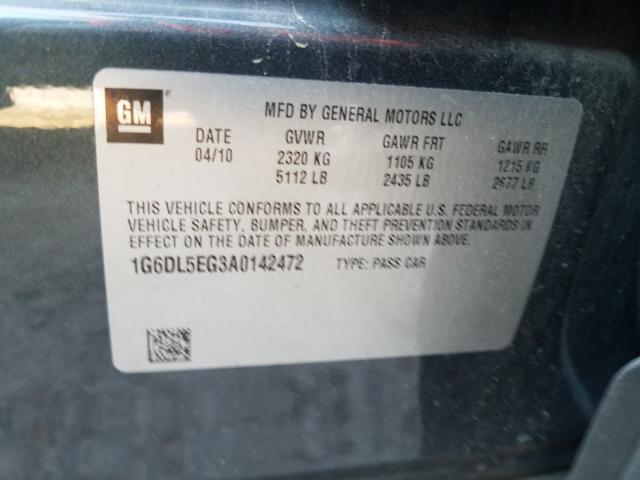 GM®
MFD BY GENERAL MOTORS LLC
DATE GVWR GAWR FRT GAWR RR
04/10 2320 KG 1105 KG 1215 KG
5112 LB 2435 LB 2677 LB
THIS VEHICLE CONFORMS TO ALL APPLICABLE U.S. FEDERAL MOTOR
VEHICLE SAFETY, BUMPER, AND THEFT PREVENTION STANDARDS IN
EFFECT ON THE DATE OF MANUFACTURE SHOWN ABOVE.
1G6DL5EG3A0142472 TYPE: PASS CAR